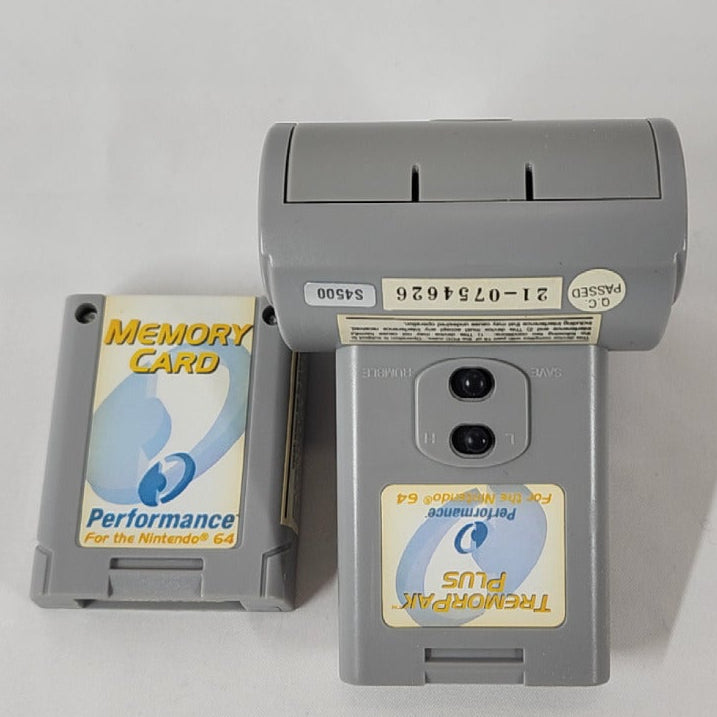 MEMORY
CARD
Performance
For the Nintendo® 64
TREMORPAK™
PLUS
Performance™
For the Nintendo® 64
L H
SAVE RUMBLE
Q.C.
PASSED
21-0754626
S4500